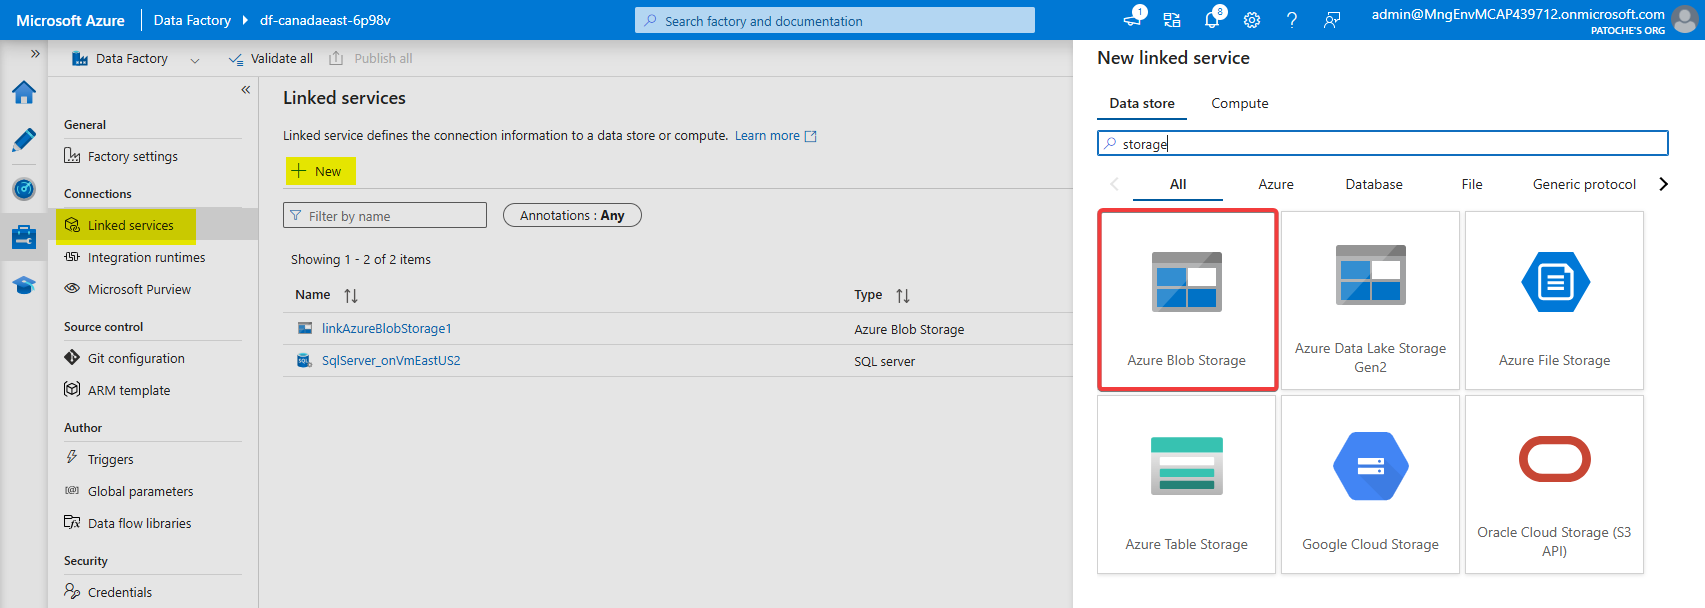 Microsoft Azure
Data Factory
df-canadaeast-6p98v
Search factory and documentation
1
8
admin@MngEnvMCAP439712.onmicrosoft.com
PATOCHE'S ORG
Data Factory
Validate all
Publish all
General
Factory settings
Connections
Linked services
Integration runtimes
Microsoft Purview
Source control
Git configuration
ARM template
Author
Triggers
Global parameters
Data flow libraries
Security
Credentials
Linked services
Linked service defines the connection information to a data store or compute. Learn more
New
Filter by name
Annotations : Any
Showing 1 - 2 of 2 items
Name
Type
linkAzureBlobStorage1
Azure Blob Storage
SQL
SqlServer_onVmEastUS2
SQL server
New linked service
Data store
Compute
storage
All
Azure
Database
File
Generic protocol
Azure Blob Storage
Azure Data Lake Storage
Gen2
Azure File Storage
Azure Table Storage
Google Cloud Storage
Oracle Cloud Storage (S3
API)